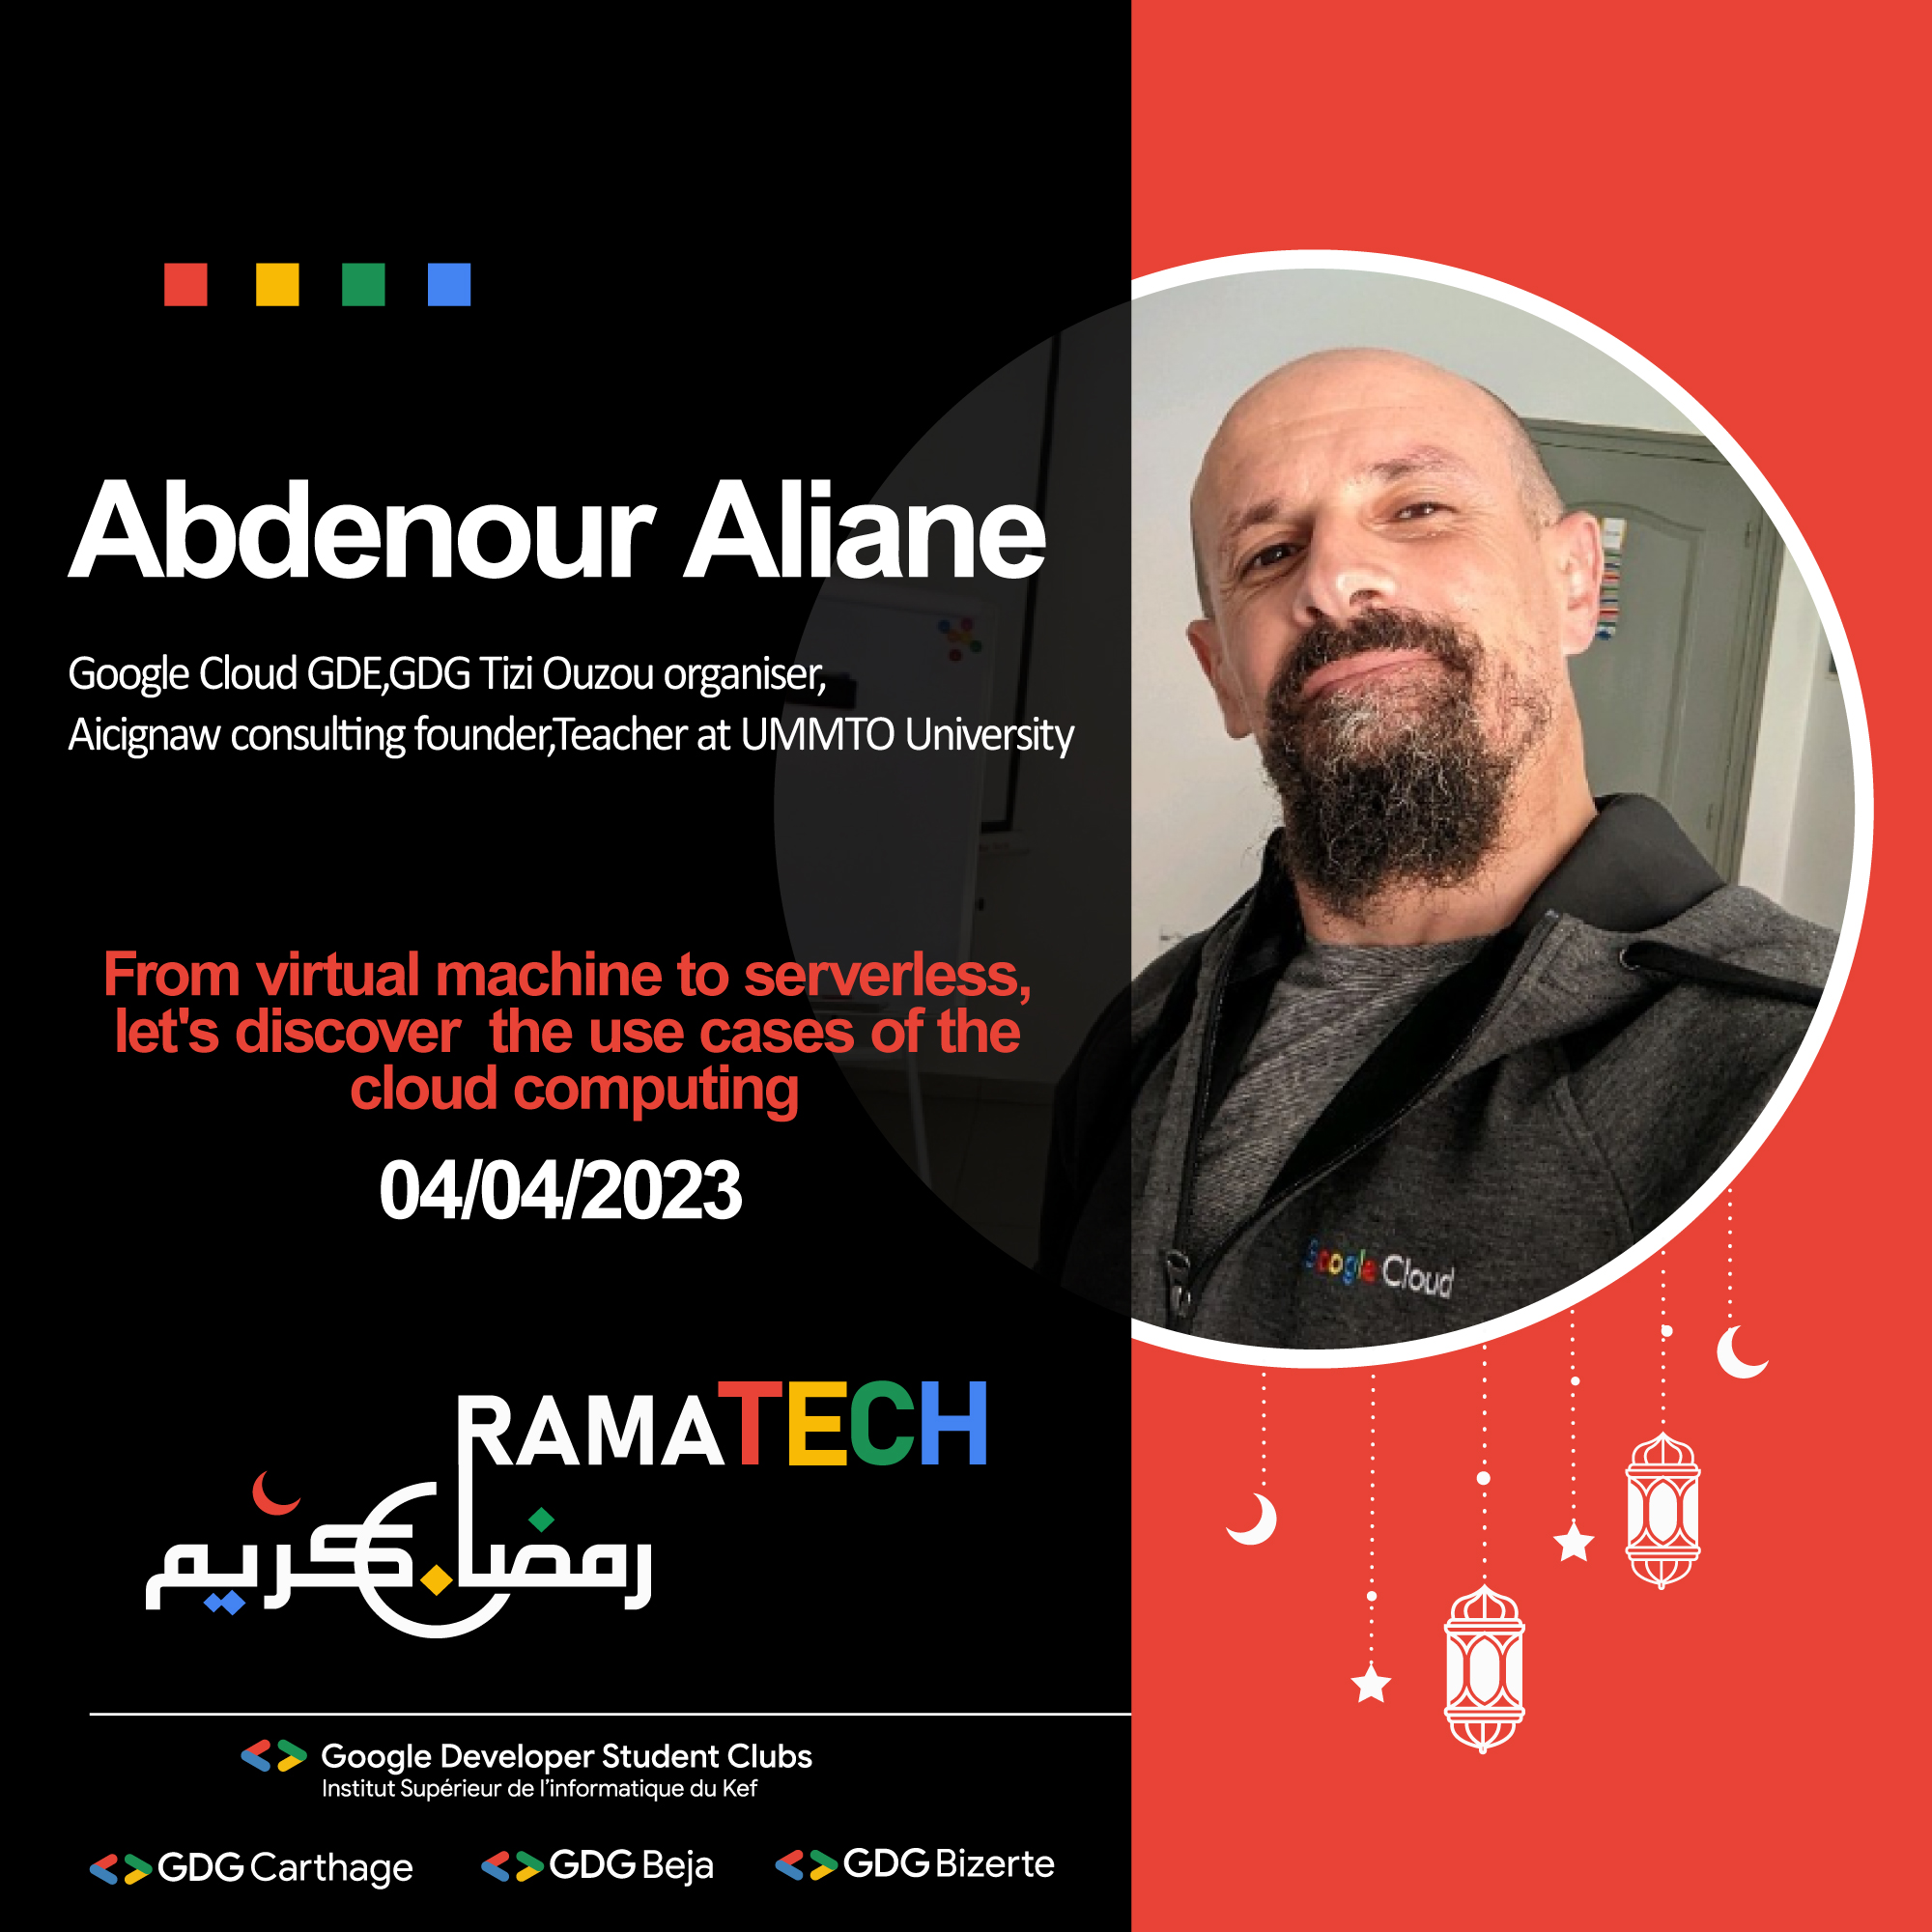 Abdenour Aliane
Google Cloud GDE,GDG Tizi Ouzou organiser,
Aicignaw consulting founder,Teacher at UMMTO University
From virtual machine to serverless,
let's discover  the use cases of the
cloud computing
04/04/2023
Google Cloud
RAMATECH
رمضان كريم
Google Developer Student Clubs
Institut Supérieur de l'informatique du Kef
GDG Carthage
GDG Beja
GDG Bizerte